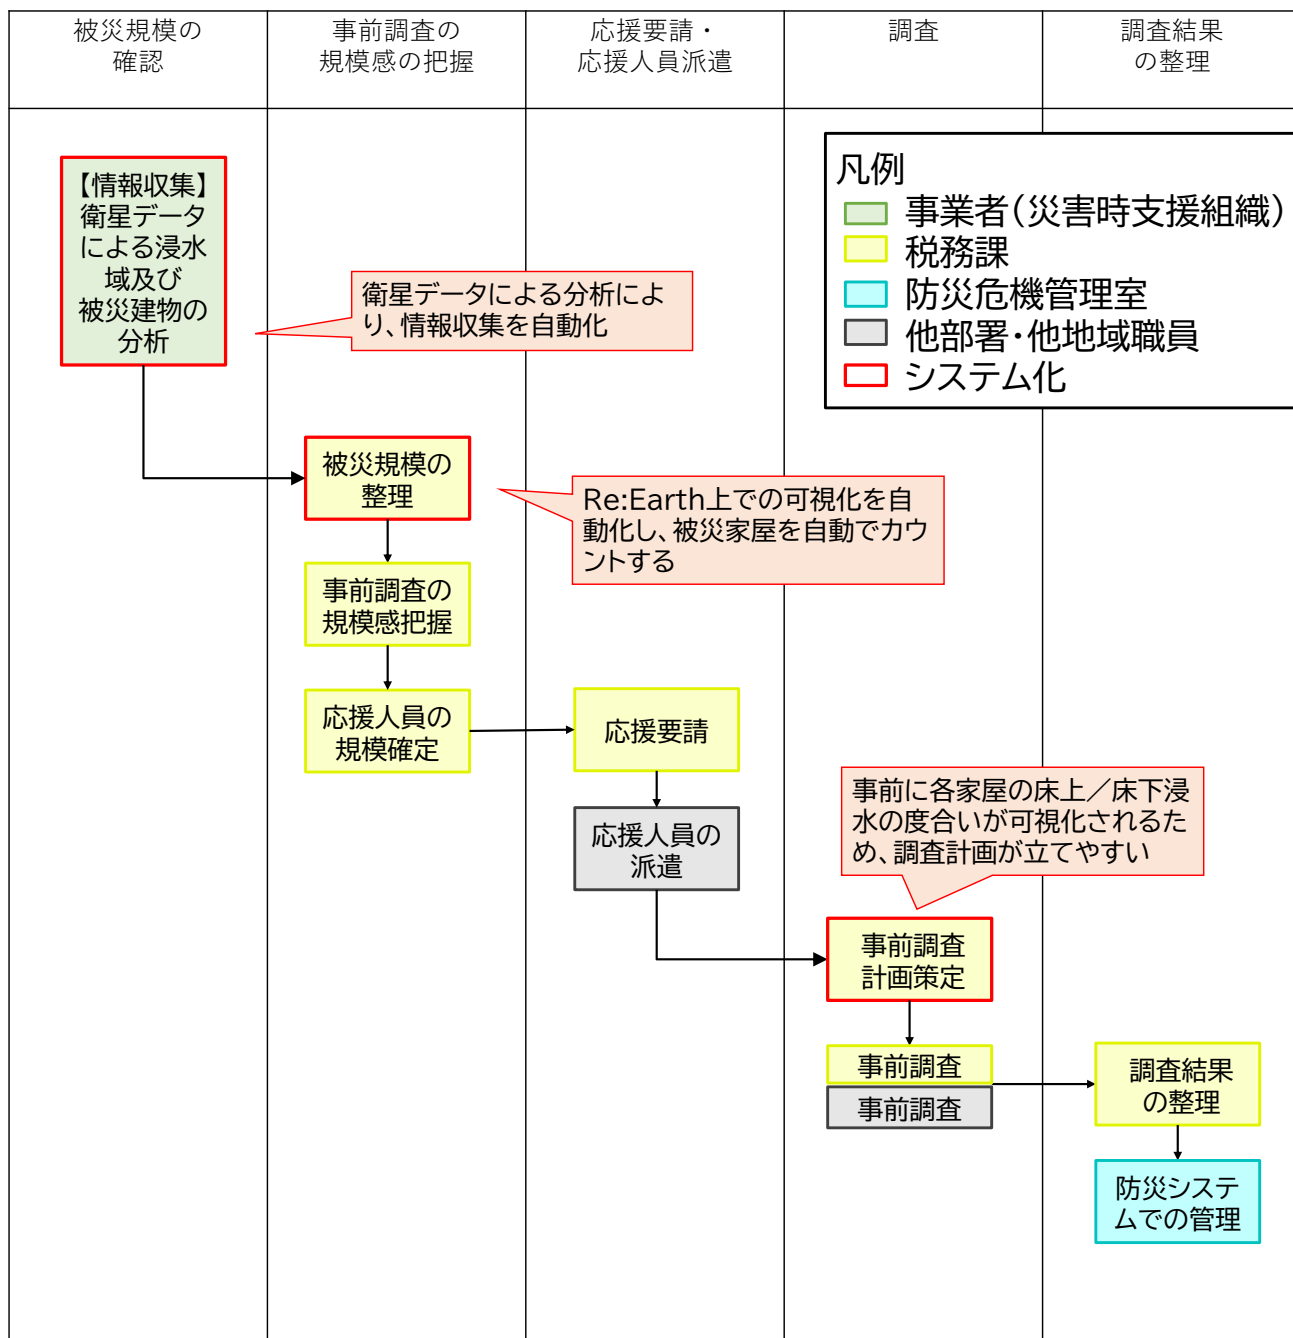 被災規模の
確認
事前調査の
規模感の把握
応援要請・
応援人員派遣
調査
調査結果
の整理
凡例
事業者(災害時支援組織)
税務課
防災危機管理室
他部署・他地域職員
システム化
【情報収集】
衛星データ
による浸水
域及び
被災建物の
分析
衛星データによる分析によ
り、情報収集を自動化
被災規模の
整理
Re:Earth上での可視化を自
動化し、被災家屋を自動でカウ
ントする
事前調査の
規模感把握
応援人員の
規模確定
応援要請
応援人員の
派遣
事前に各家屋の床上／床下浸
水の度合いが可視化されるた
め、調査計画が立てやすい
事前調査
計画策定
事前調査
事前調査
調査結果
の整理
防災システ
ムでの管理